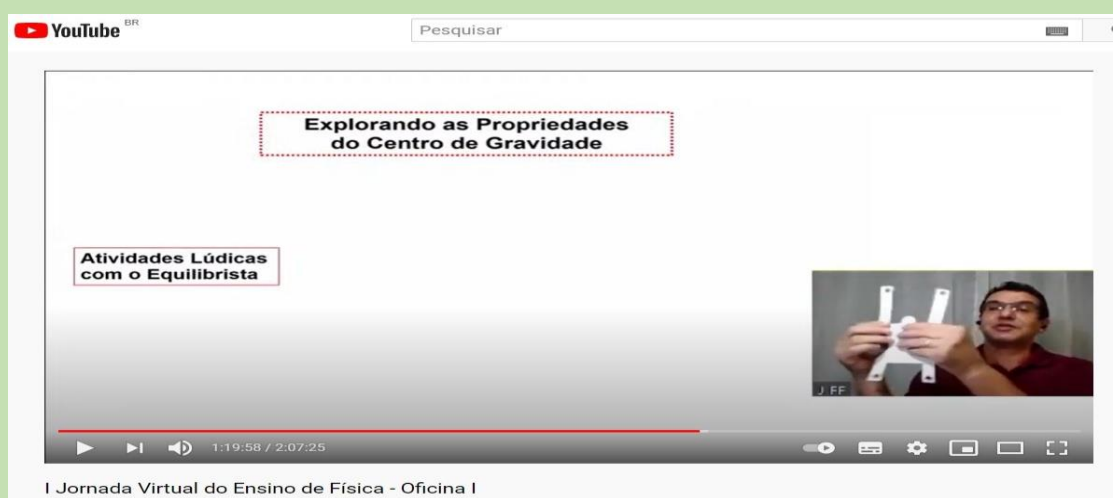 YouTube BR
Pesquisar
Explorando as Propriedades
do Centro de Gravidade
Atividades Lúdicas
com o Equilibrista
J FF
1:19:58 / 2:07:25
I Jornada Virtual do Ensino de Física - Oficina I